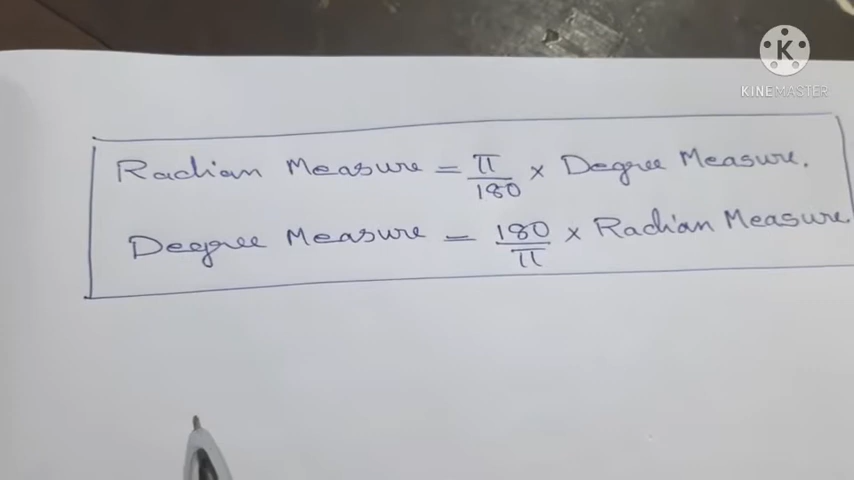 K
KINEMASTER
Radian Measure = π/180 × Degree Measure.
Degree Measure = 180/π × Radian Measure.